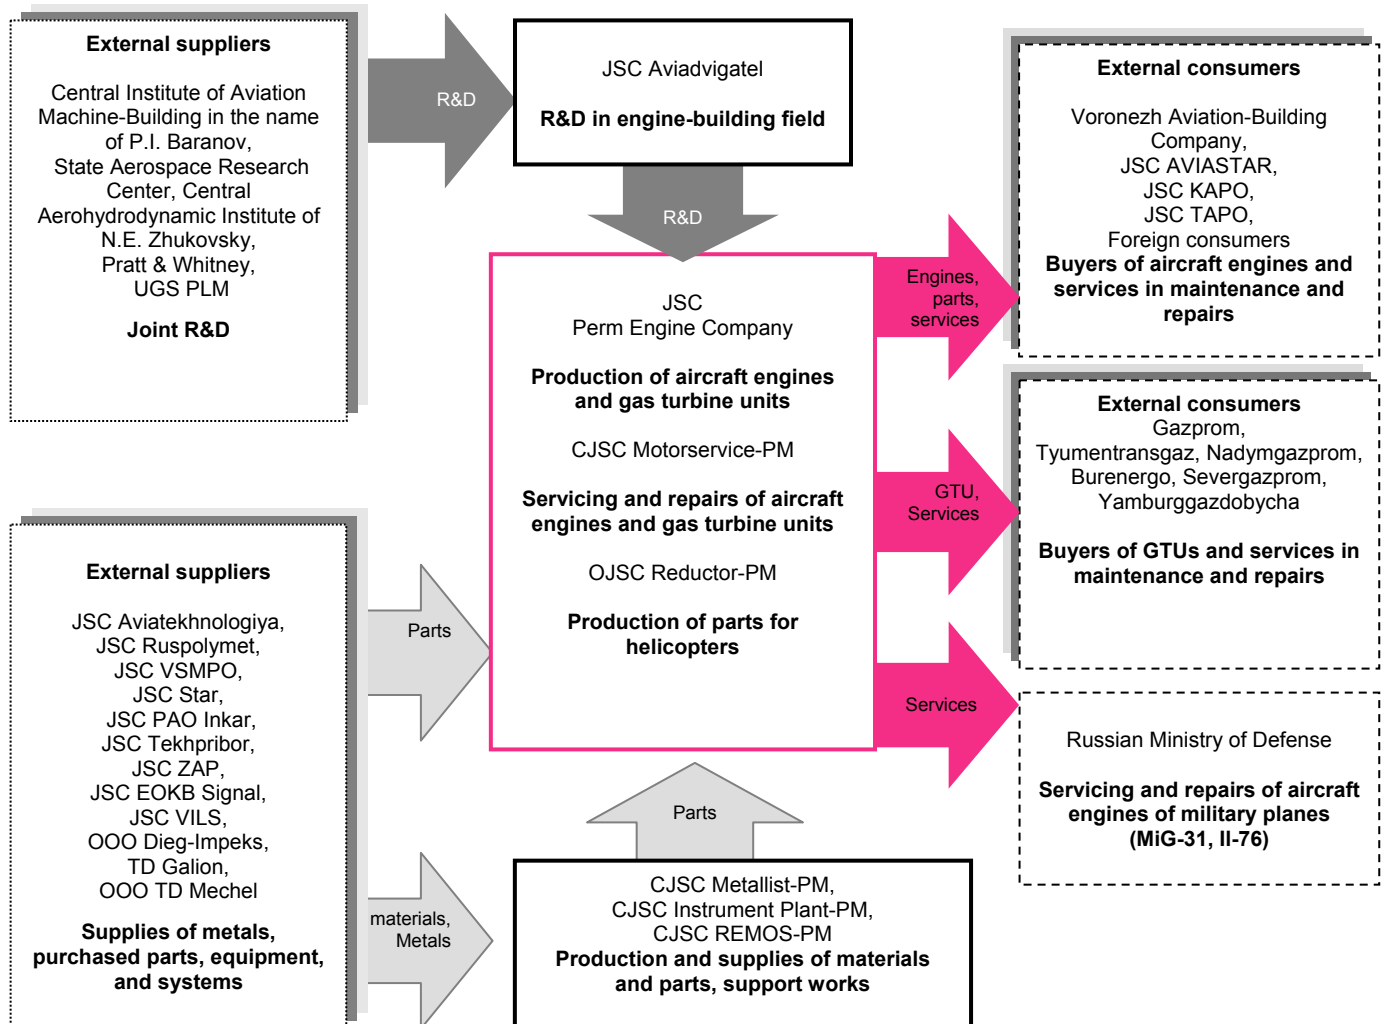 External suppliers
Central Institute of Aviation
Machine-Building in the name
of P.I. Baranov,
State Aerospace Research
Center, Central
Aerohydrodynamic Institute of
N.E. Zhukovsky,
Pratt & Whitney,
UGS PLM
Joint R&D
R&D
JSC Aviadvigatel
R&D in engine-building field
R&D
External suppliers
JSC Aviatekhnologiya,
JSC Ruspolymet,
JSC VSMPO,
JSC Star,
JSC PAO Inkar,
JSC Tekhpribor,
JSC ZAP,
JSC EOKB Signal,
JSC VILS,
OOO Dieg-Impeks,
TD Galion,
OOO TD Mechel
Supplies of metals,
purchased parts, equipment,
and systems
Parts
materials,
Metals
JSC
Perm Engine Company
Production of aircraft engines
and gas turbine units
CJSC Motorservice-PM
Servicing and repairs of aircraft
engines and gas turbine units
OJSC Reductor-PM
Production of parts for
helicopters
Parts
CJSC Metallist-PM,
CJSC Instrument Plant-PM,
CJSC REMOS-PM
Production and supplies of materials
and parts, support works
Engines,
parts,
services
GTU,
Services
Services
External consumers
Voronezh Aviation-Building
Company,
JSC AVIASTAR,
JSC KAPO,
JSC TAPO,
Foreign consumers
Buyers of aircraft engines and
services in maintenance and
repairs
External consumers
Gazprom,
Tyumentransgaz, Nadymgazprom,
Burenergo, Severgazprom,
Yamburggazdobycha
Buyers of GTUs and services in
maintenance and repairs
Russian Ministry of Defense
Servicing and repairs of aircraft
engines of military planes
(MiG-31, Il-76)